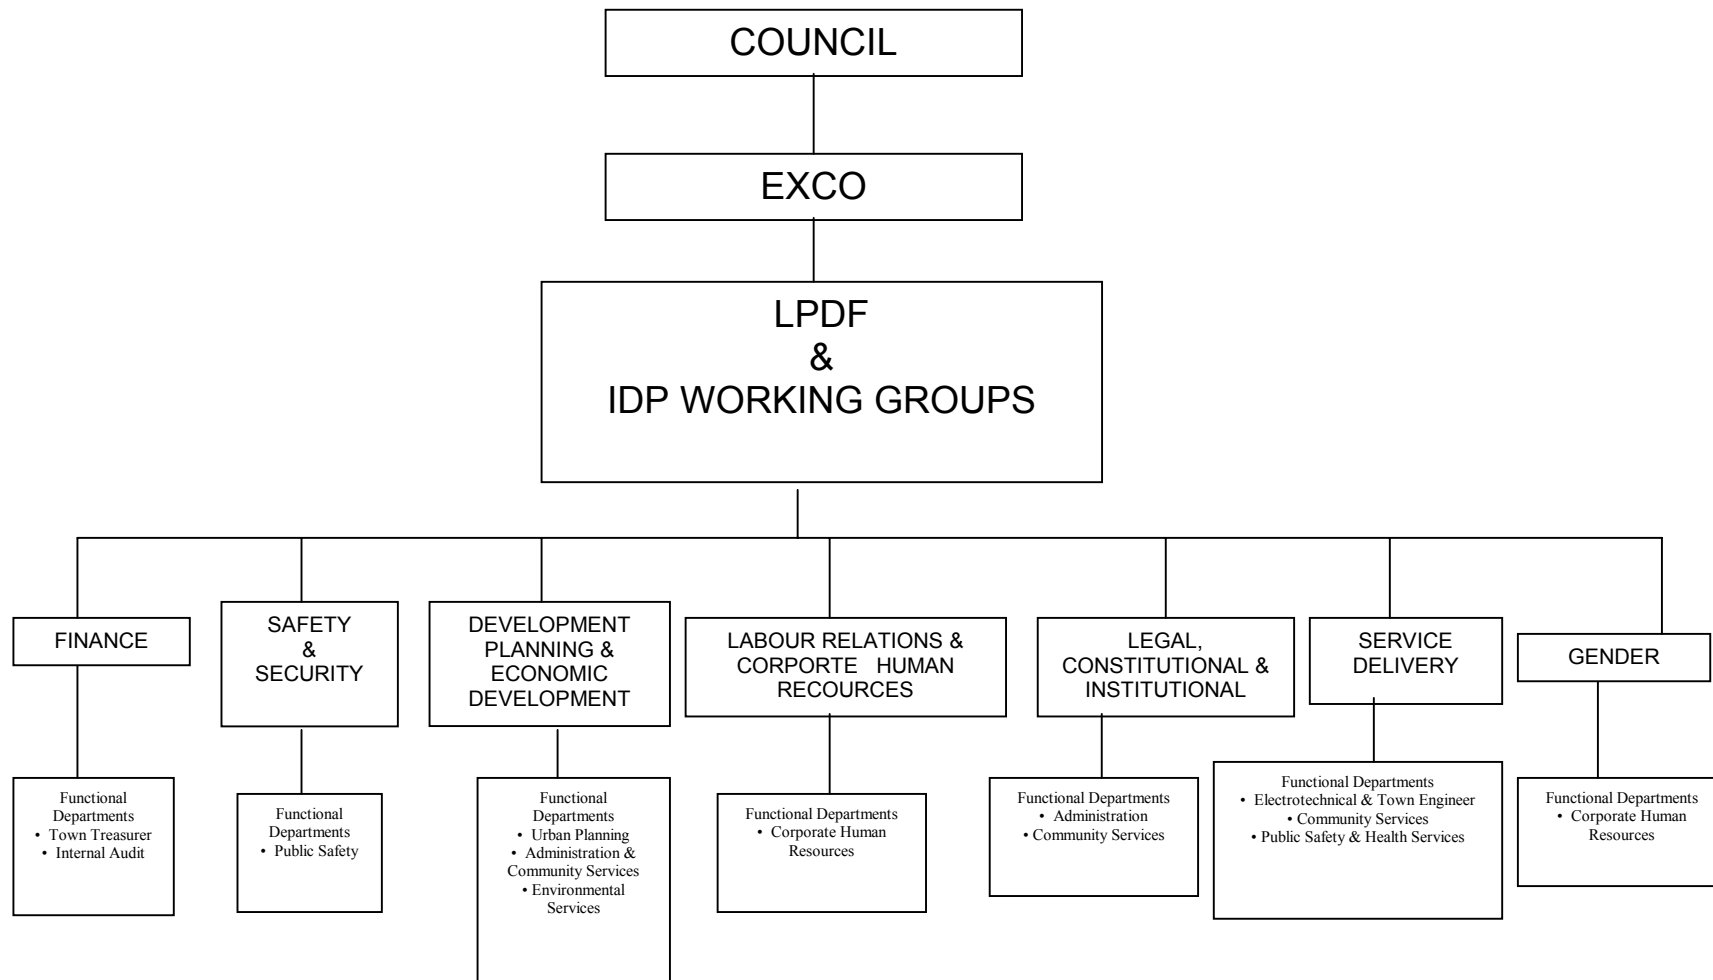 COUNCIL
EXCO
LPDF
&
IDP WORKING GROUPS
FINANCE
SAFETY
&
SECURITY
DEVELOPMENT
PLANNING &
ECONOMIC
DEVELOPMENT
LABOUR RELATIONS &
CORPORTE HUMAN
RECOURCES
LEGAL,
CONSTITUTIONAL &
INSTITUTIONAL
SERVICE
DELIVERY
GENDER
Functional
Departments
• Town Treasurer
• Internal Audit
Functional
Departments
• Public Safety
Functional
Departments
• Urban Planning
• Administration &
Community Services
• Environmental
Services
Functional Departments
• Corporate Human
Resources
Functional Departments
• Administration
• Community Services
Functional Departments
• Electrotechnical & Town Engineer
• Community Services
• Public Safety & Health Services
Functional Departments
• Corporate Human
Resources